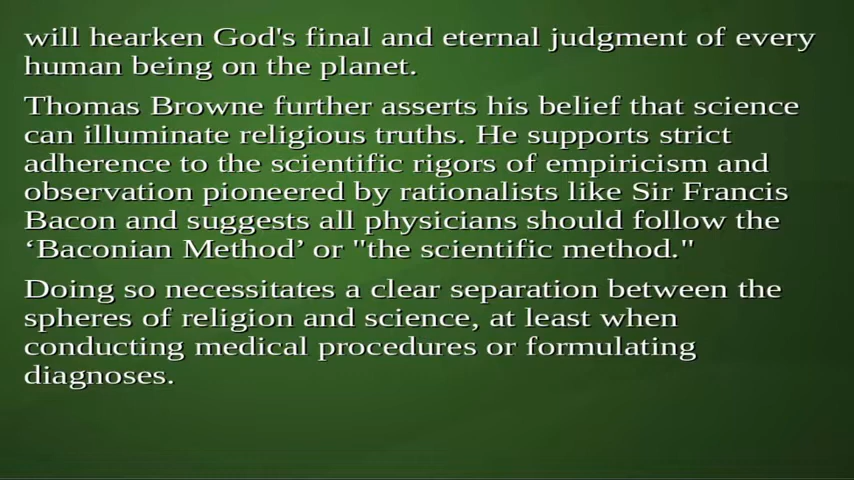 will hearken God's final and eternal judgment of every
human being on the planet.
Thomas Browne further asserts his belief that science
can illuminate religious truths. He supports strict
adherence to the scientific rigors of empiricism and
observation pioneered by rationalists like Sir Francis
Bacon and suggests all physicians should follow the
‘Baconian Method’ or "the scientific method."
Doing so necessitates a clear separation between the
spheres of religion and science, at least when
conducting medical procedures or formulating
diagnoses.